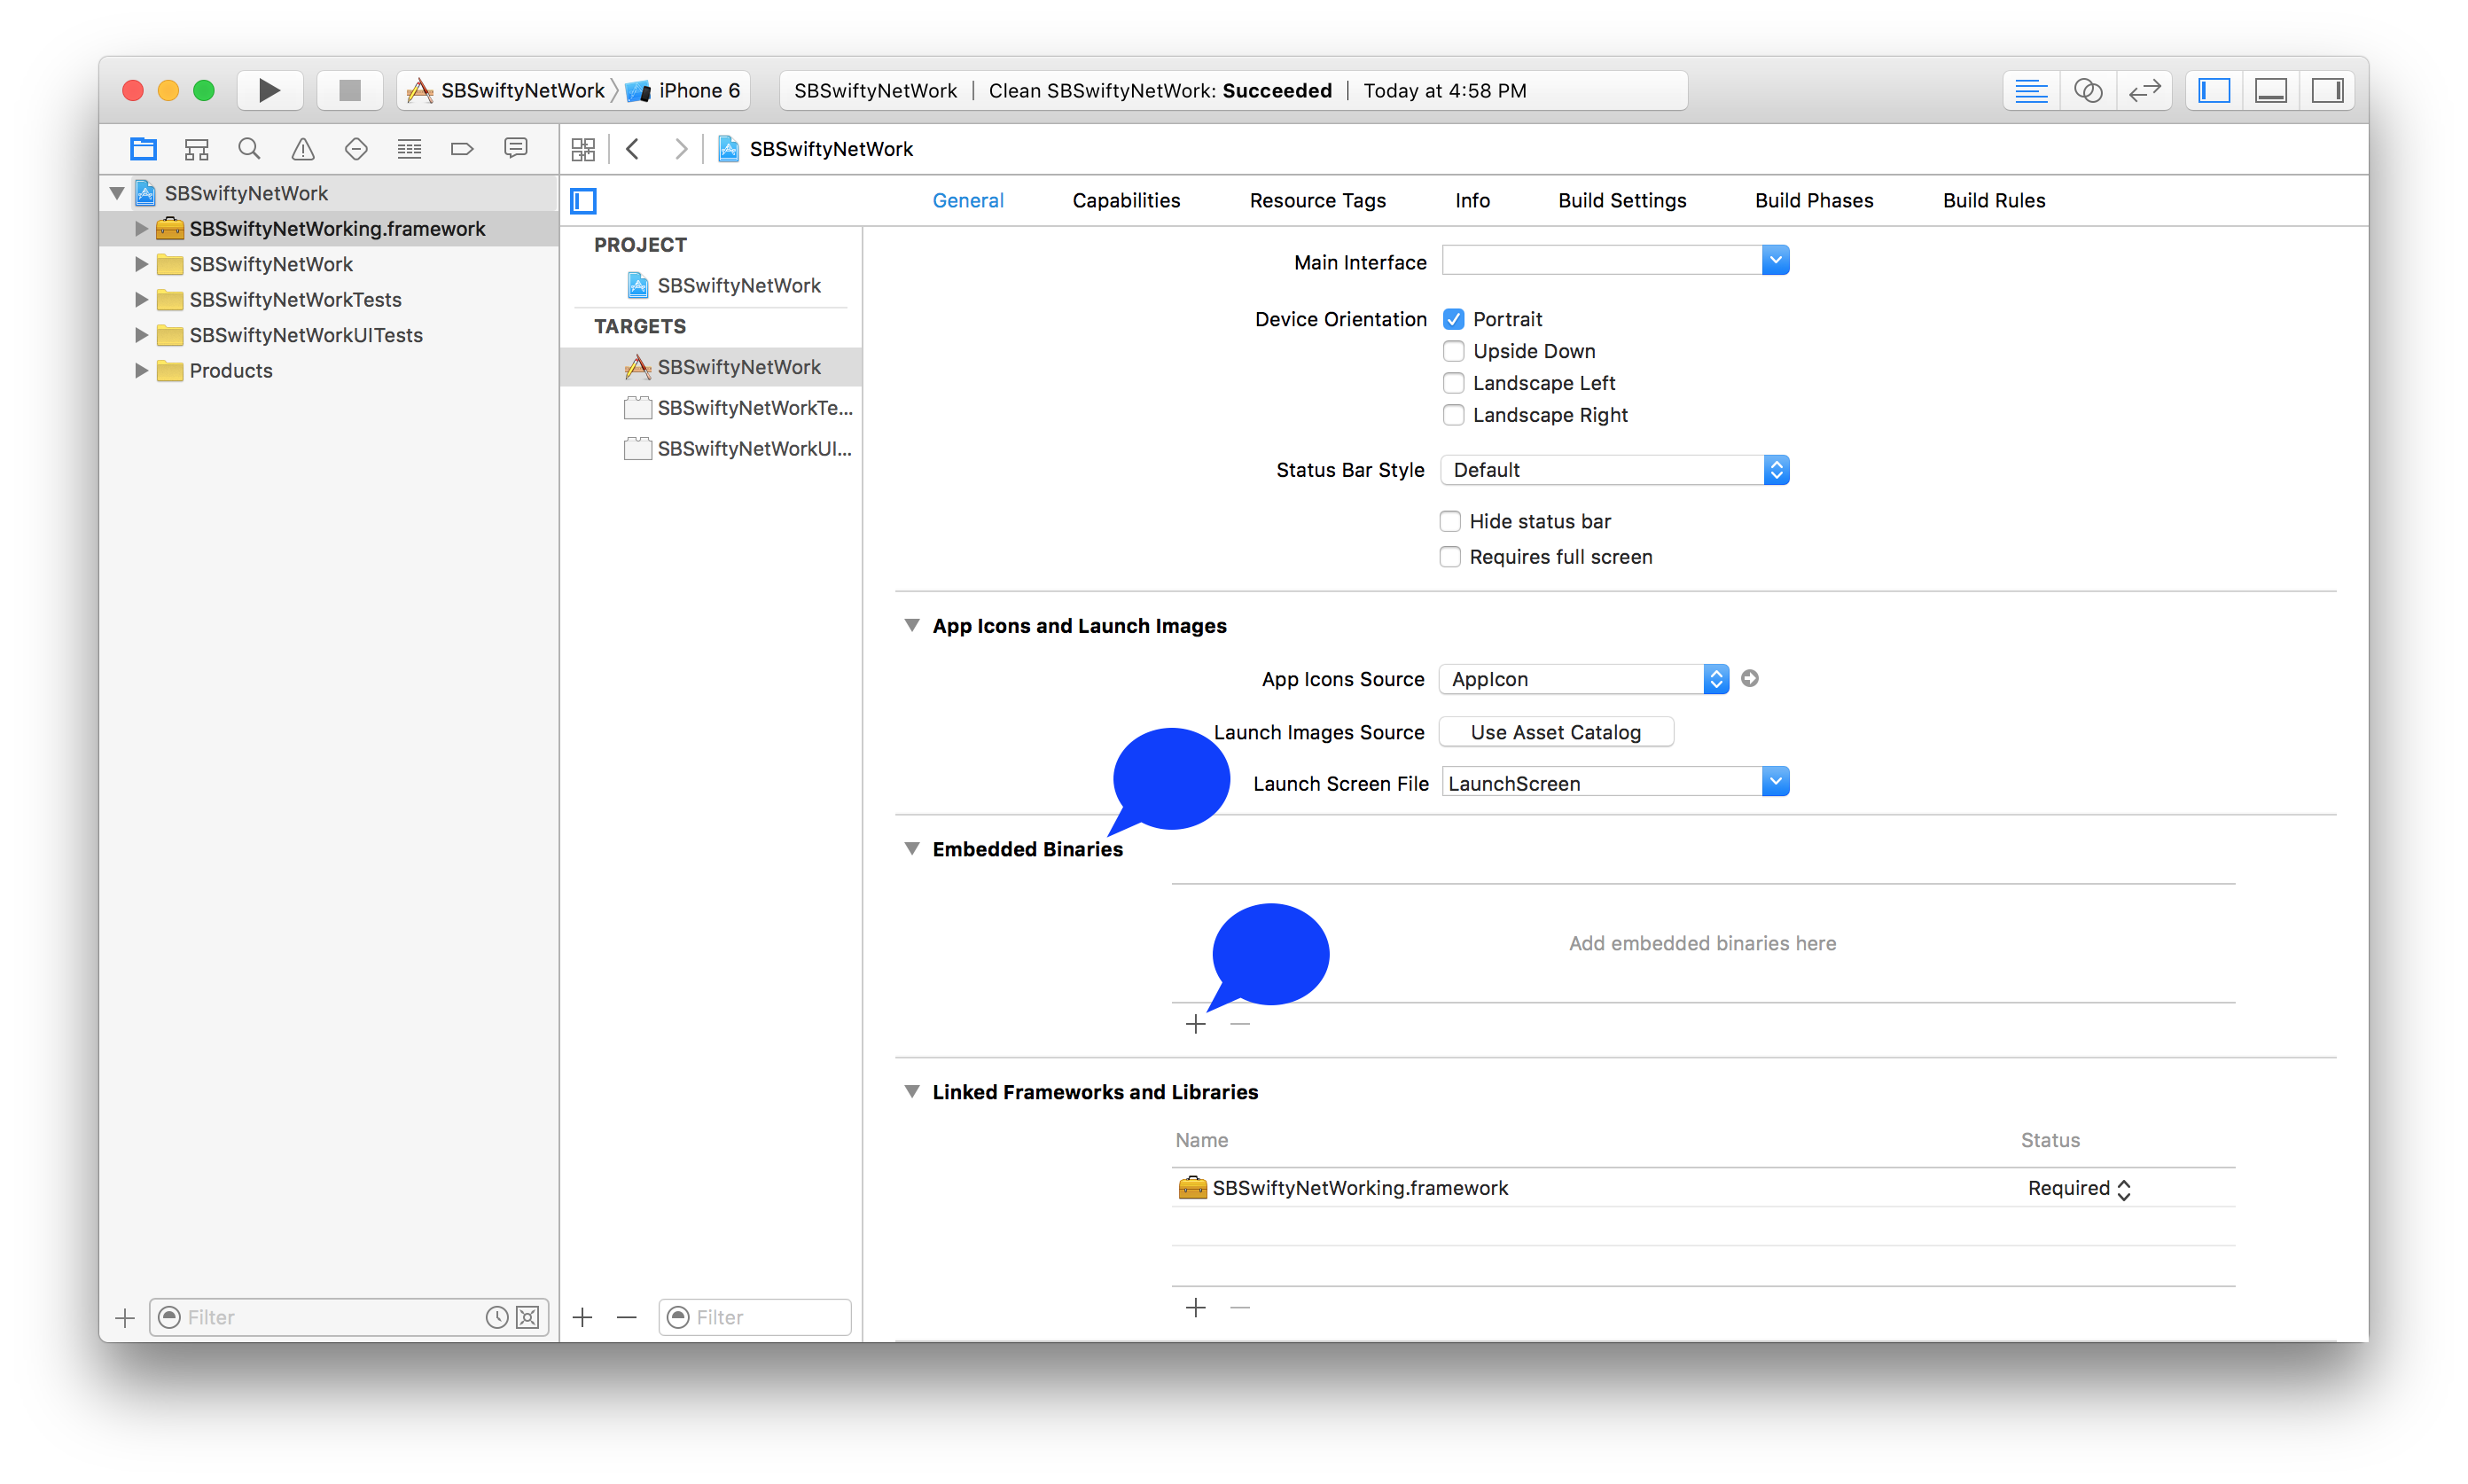 SBSwiftyNetWork iPhone 6 SBSwiftyNetWork | Clean SBSwiftyNetWork: Succeeded | Today at 4:58 PM
SBSwiftyNetWork
SBSwiftyNetWork
SBSwiftyNetWorking.framework
SBSwiftyNetWork
SBSwiftyNetWorkTests
SBSwiftyNetWorkUITests
Products
Filter
General Capabilities Resource Tags Info Build Settings Build Phases Build Rules
PROJECT
SBSwiftyNetWork
TARGETS
SBSwiftyNetWork
SBSwiftyNetWorkTe...
SBSwiftyNetWorkUI...
Filter
Main Interface
Device Orientation Portrait
Upside Down
Landscape Left
Landscape Right
Status Bar Style Default
Hide status bar
Requires full screen
App Icons and Launch Images
App Icons Source AppIcon
Launch Images Source Use Asset Catalog
Launch Screen File LaunchScreen
Embedded Binaries
Add embedded binaries here
Linked Frameworks and Libraries
Name Status
SBSwiftyNetWorking.framework Required